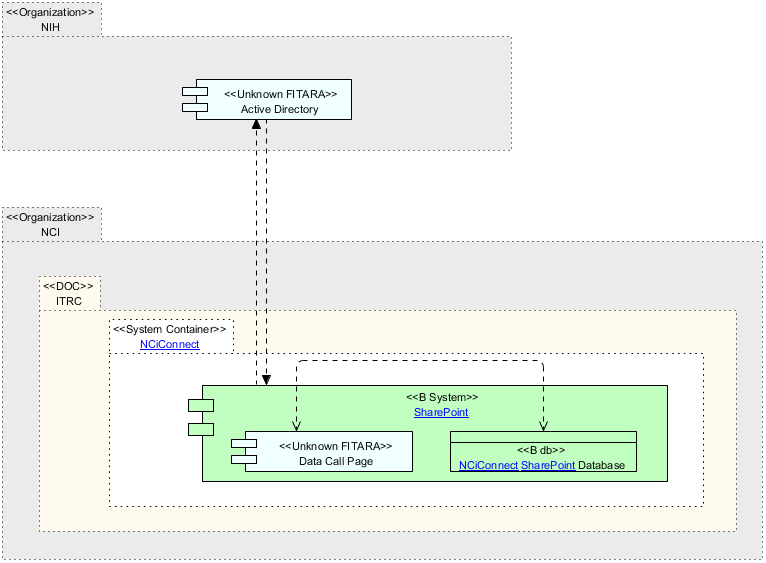 <<Organization>>
NIH
<<Unknown FITARA>>
Active Directory
<<Organization>>
NCI
<<DOC>>
ITRC
<<System Container>>
NCiConnect
<<B System>>
SharePoint
<<Unknown FITARA>>
Data Call Page
<<B db>>
NCiConnect SharePoint Database